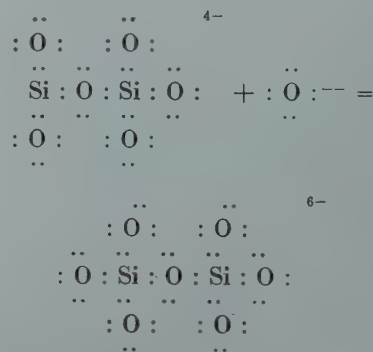 4−
: O : : O :
Si : O : Si : O : + : O : −− =
: O : : O :
6−
: O : : O :
: O : Si : O : Si : O :
: O : : O :